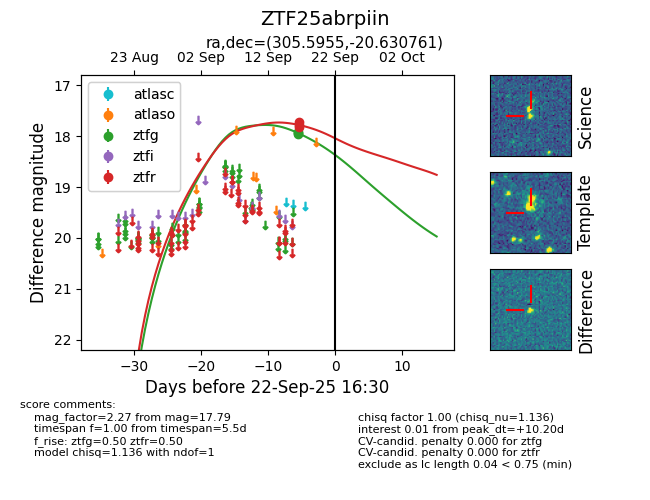 ZTF25abrpiin
ra,dec=(305.5955,-20.630761)
23 Aug 02 Sep 12 Sep 22 Sep 02 Oct
17
18
19
20
21
22
Difference magnitude
atlasc
atlaso
ztfg
ztfi
ztfr
−30 −20 −10 0 10
Days before 22-Sep-25 16:30
Science
Template
Difference
score comments:
mag_factor=2.27 from mag=17.79
timespan f=1.00 from timespan=5.5d
f_rise: ztfg=0.50 ztfr=0.50
model chisq=1.136 with ndof=1
chisq factor 1.00 (chisq_nu=1.136)
interest 0.01 from peak_dt=+10.20d
CV-candid. penalty 0.000 for ztfg
CV-candid. penalty 0.000 for ztfr
exclude as lc length 0.04 < 0.75 (min)